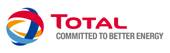 TOTAL
COMMITTED TO BETTER ENERGY